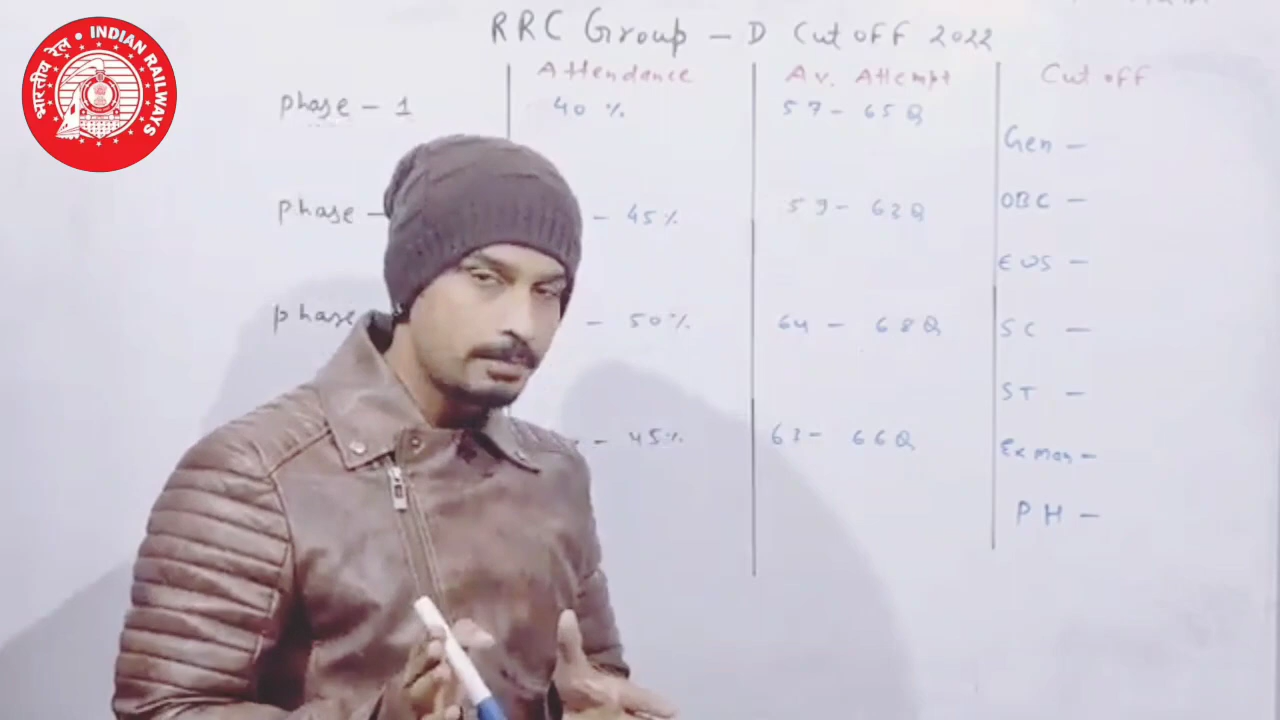 भारतीय रेल • INDIAN RAILWAYS
RRC Group - D Cut off 2022
Attendance Av. Attempt Cut off
phase - 1 40 % 57 - 65 Q
Gen -
phase - - 45 % 59 - 62 Q
OBC -
EWS -
phase - 50 % 64 - 68 Q
SC -
ST -
- 45 % 62 - 66 Q
Ex man -
PH -